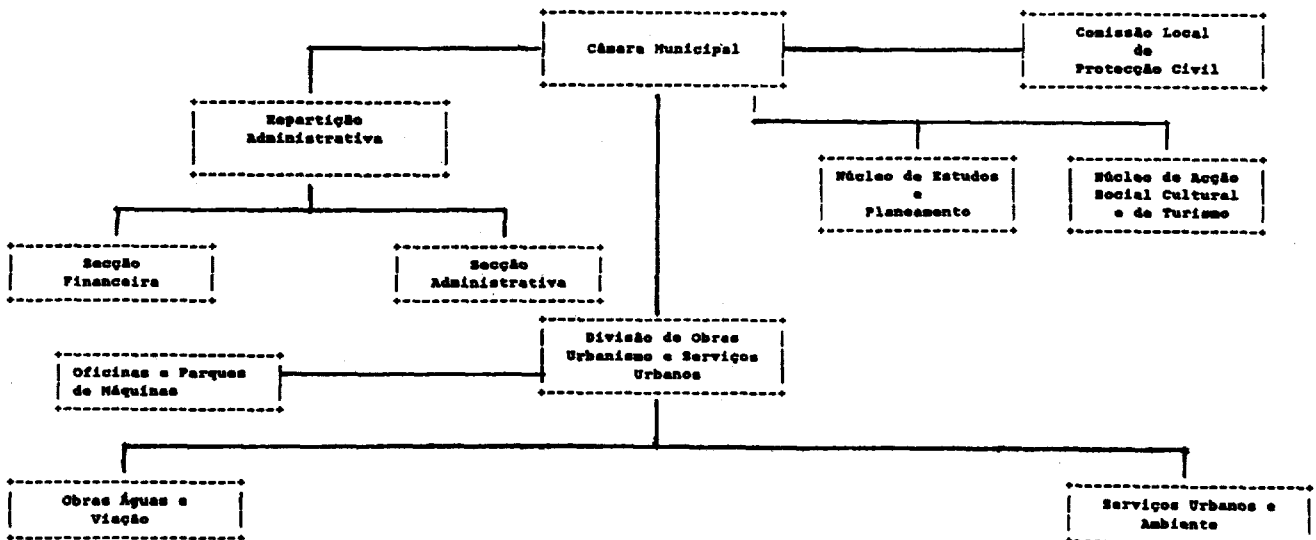 Câmara Municipal
Comissão Local
de
Protecção Civil
Repartição
Administrativa
Núcleo de Estudos
e
Planeamento
Núcleo de Acção
Social Cultural
e de Turismo
Secção
Financeira
Secção
Administrativa
Divisão de Obras
Urbanismo e Serviços
Urbanos
Oficinas e Parques
de Máquinas
Obras Águas e
Viação
Serviços Urbanos e
Ambiente